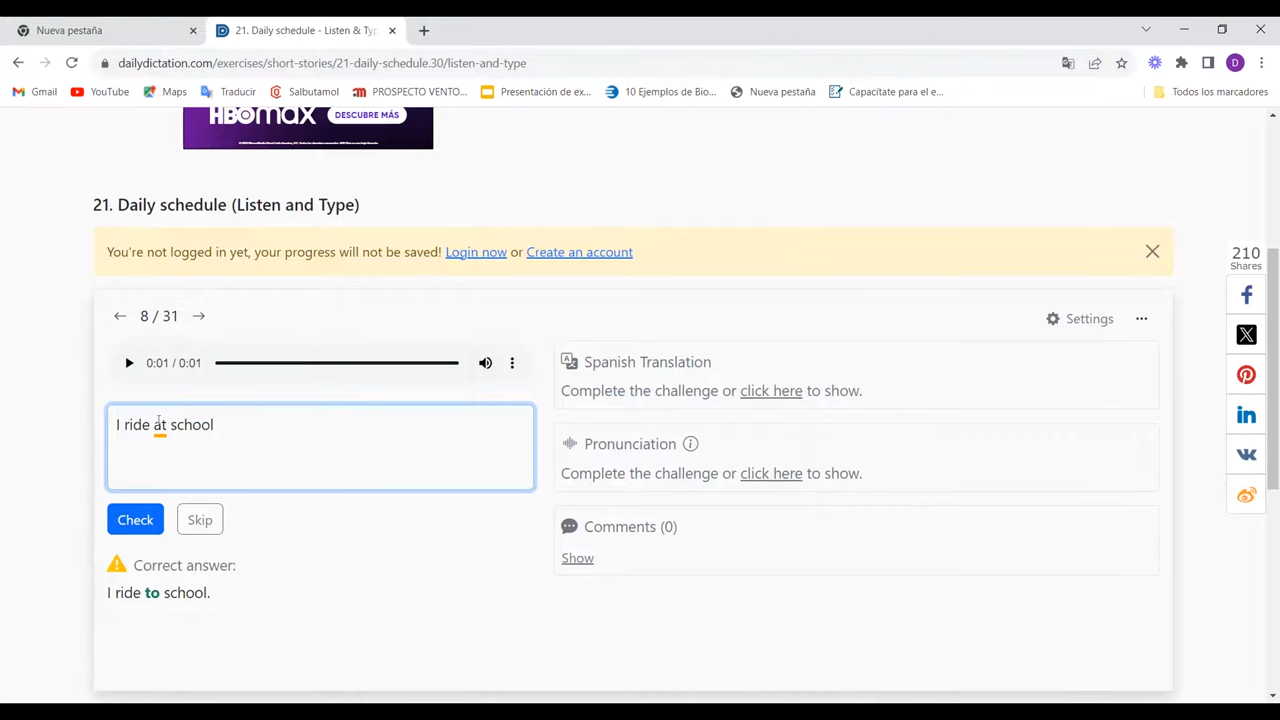 Nueva pestaña
21. Daily schedule - Listen & Typ
dailydictation.com/exercises/short-stories/21-daily-schedule.30/listen-and-type
D
Gmail
YouTube
Maps
Traducir
Salbutamol
PROSPECTO VENTO...
Presentación de ex...
10 Ejemplos de Bio...
Nueva pestaña
Capacítate para el e...
Todos los marcadores
HBOMAX
DESCUBRE MÁS
21. Daily schedule (Listen and Type)
You're not logged in yet, your progress will not be saved! Login now or Create an account
210
Shares
8 / 31
Settings
0:01 / 0:01
Spanish Translation
Complete the challenge or click here to show.
I ride at school
Pronunciation
Complete the challenge or click here to show.
Check
Skip
Comments (0)
Show
Correct answer:
I ride to school.